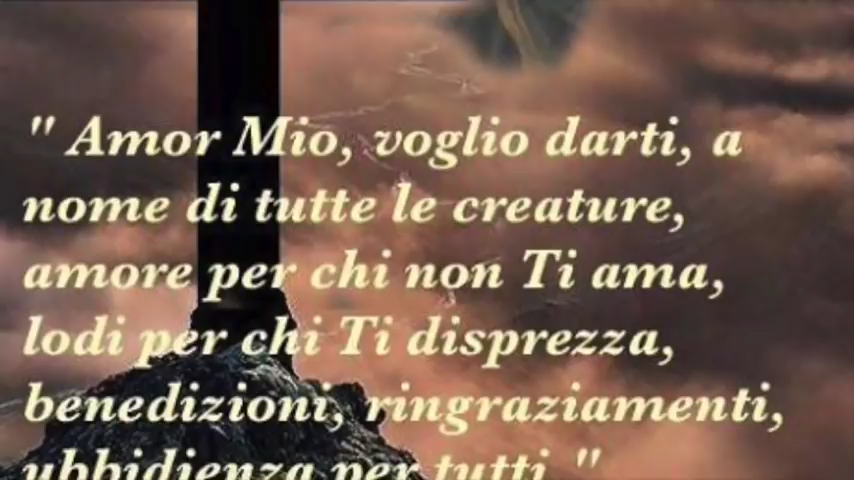 " Amor Mio, voglio darti, a
nome di tutte le creature,
amore per chi non Ti ama,
lodi per chi Ti disprezza,
benedizioni, ringraziamenti,
ubbidienza per tutti "